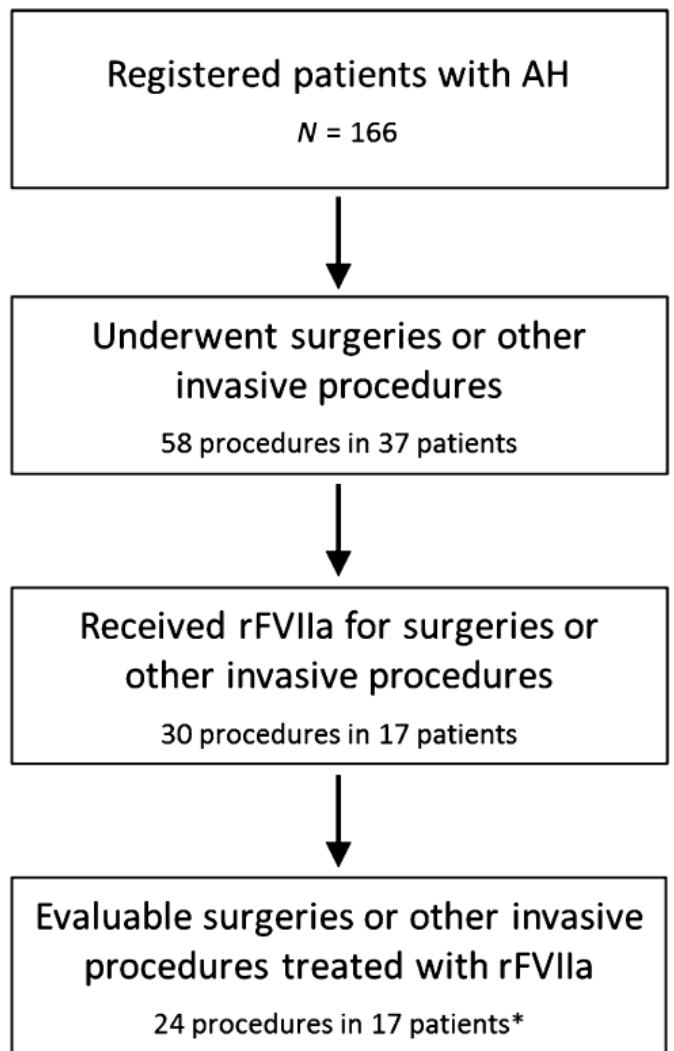 Registered patients with AH
N = 166
Underwent surgeries or other
invasive procedures
58 procedures in 37 patients
Received rFVIIa for surgeries or
other invasive procedures
30 procedures in 17 patients
Evaluable surgeries or other invasive
procedures treated with rFVIIa
24 procedures in 17 patients*